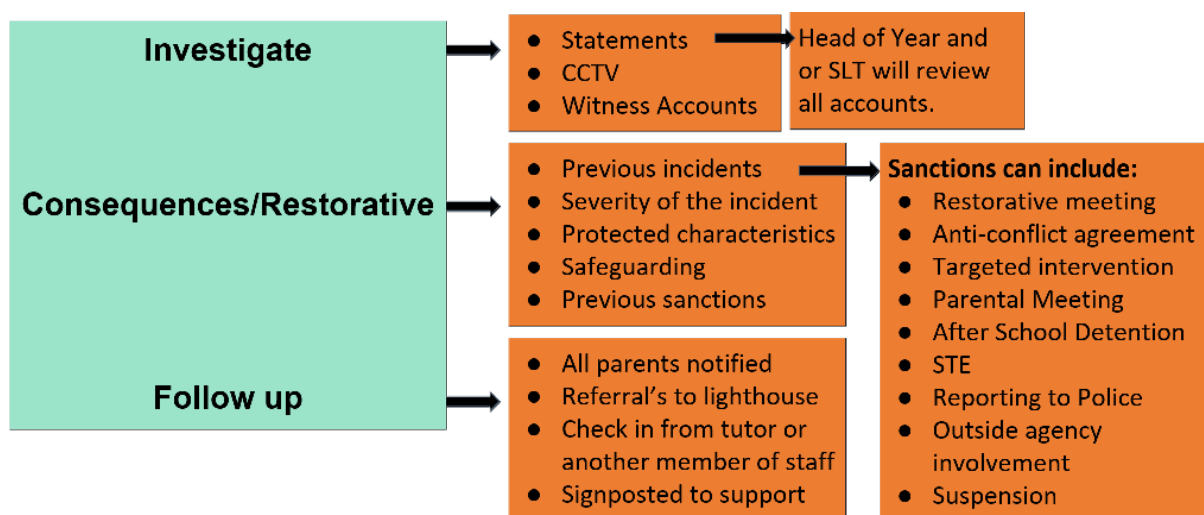 Investigate
● Statements
● CCTV
● Witness Accounts
Head of Year and
or SLT will review
all accounts.
Consequences/Restorative
● Previous incidents
● Severity of the incident
● Protected characteristics
● Safeguarding
● Previous sanctions
Sanctions can include:
● Restorative meeting
● Anti-conflict agreement
● Targeted intervention
● Parental Meeting
● After School Detention
● STE
● Reporting to Police
● Outside agency
involvement
● Suspension
Follow up
● All parents notified
● Referral's to lighthouse
● Check in from tutor or
another member of staff
● Signposted to support